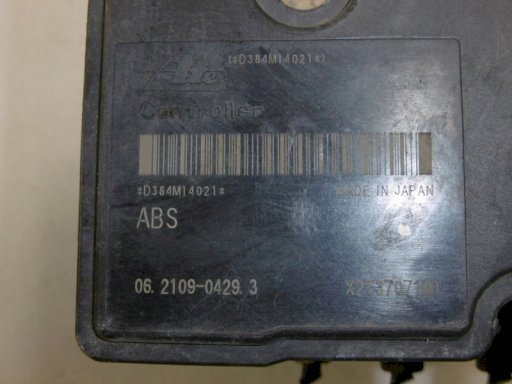 (*D384M14021*)
Controller
*D384M14021*
MADE IN JAPAN
ABS
06.2109-0429.3